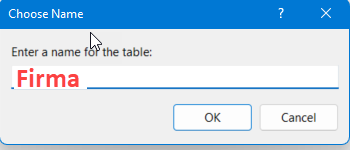 Choose Name
?
Enter a name for the table:
Firma
OK
Cancel